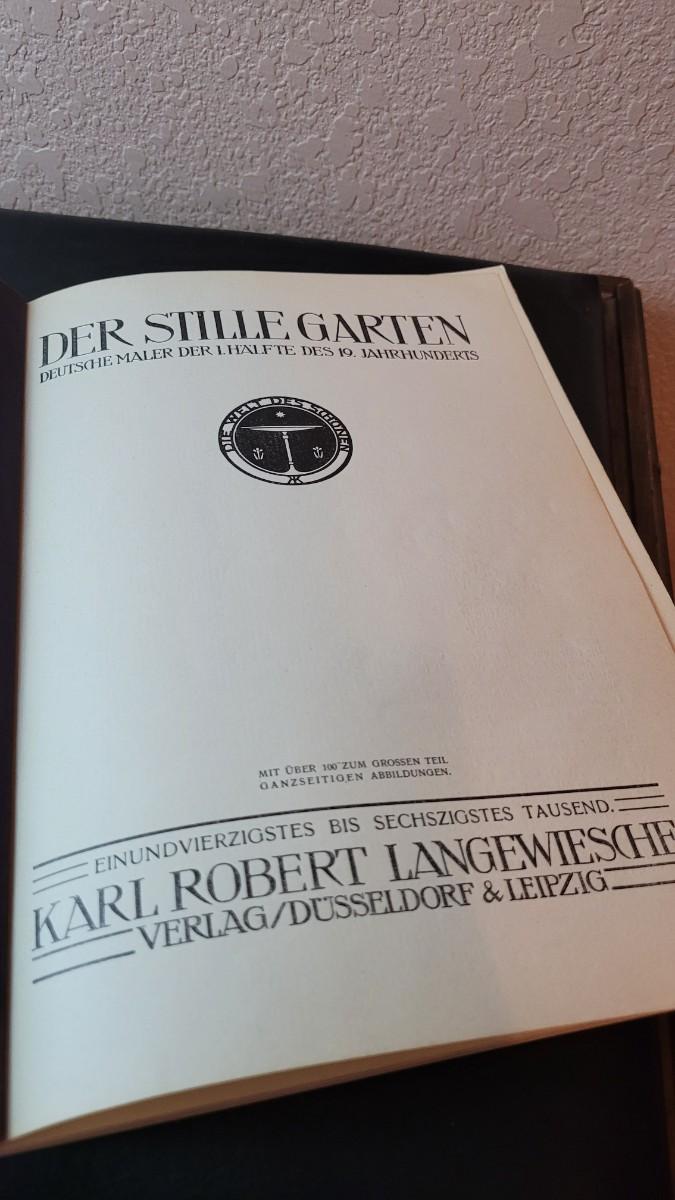 DER STILLE GARTEN
DEUTSCHE MALER DER I. HÄLFTE DES 19. JAHRHUNDERTS
DIE WELT DES SCHÖNEN
MIT ÜBER 100 ZUM GROSSEN TEIL
GANZSEITIGEN ABBILDUNGEN.
EINUNDVIERZIGSTES BIS SECHSZIGSTES TAUSEND.
KARL ROBERT LANGEWIESCHE
VERLAG/DÜSSELDORF & LEIPZIG